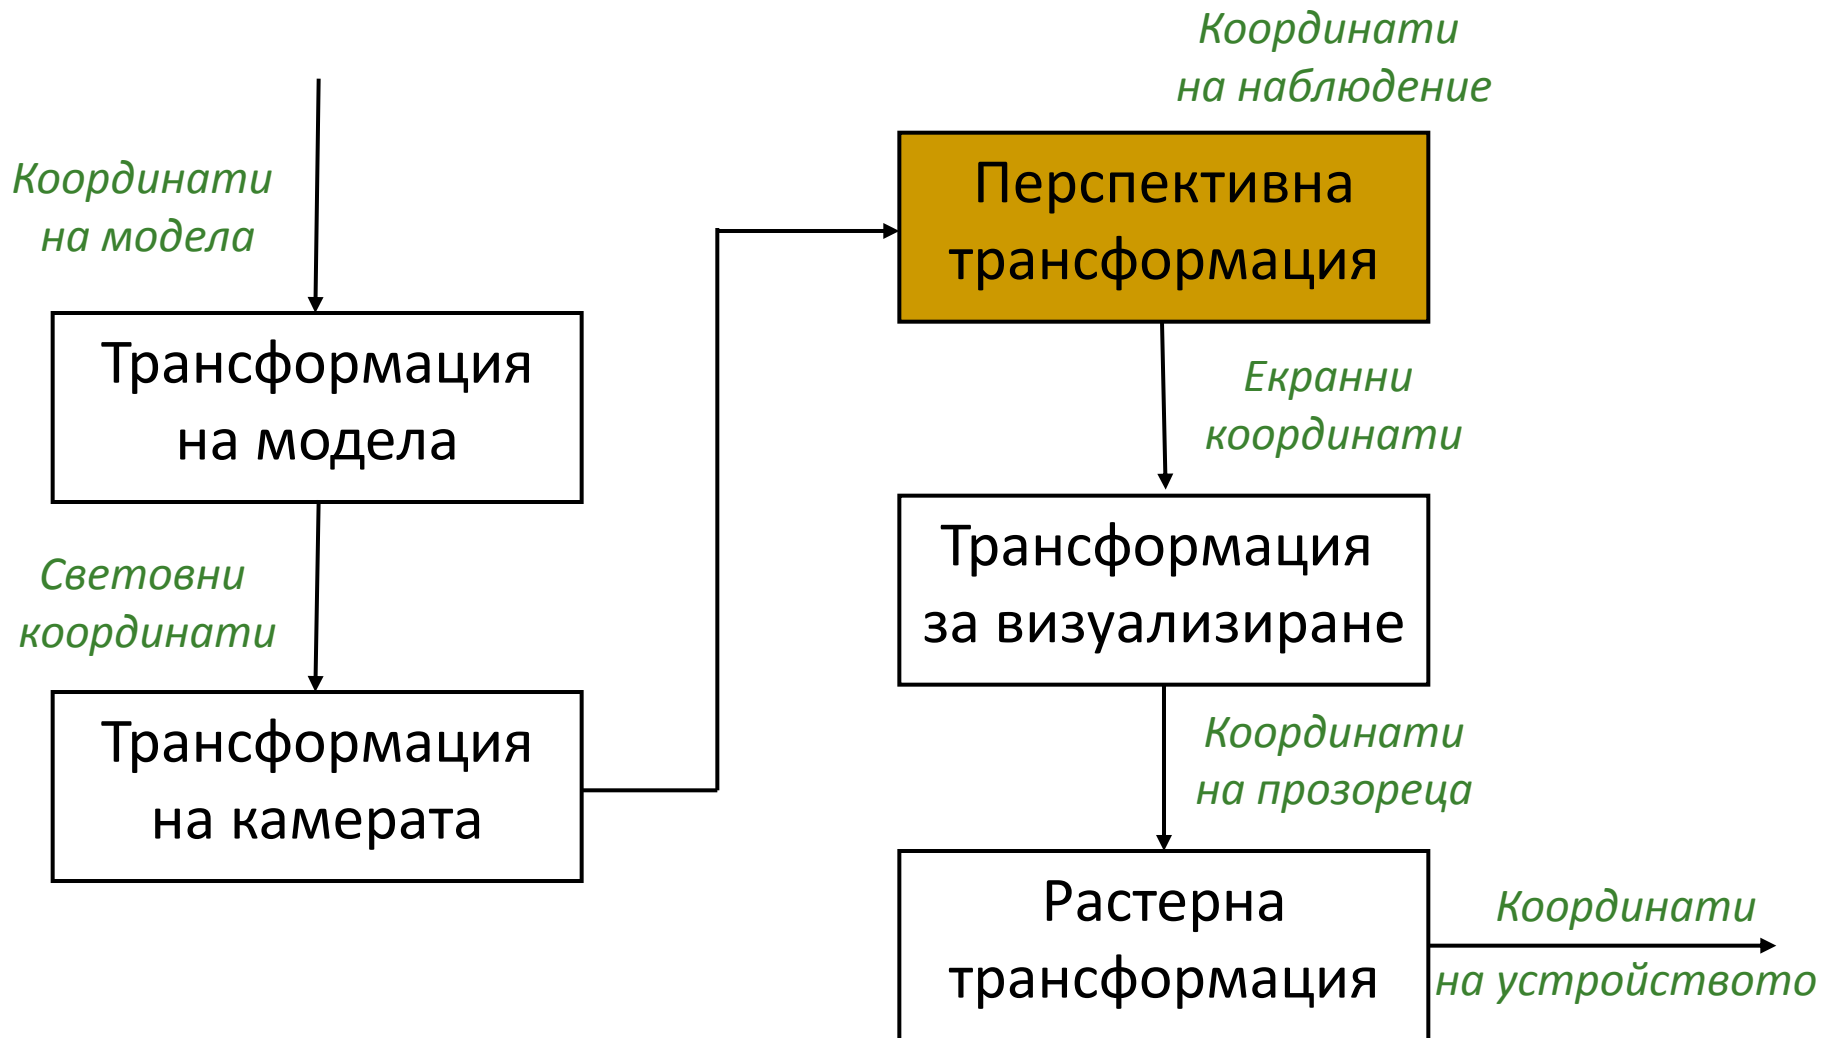 Координати
на модела
Трансформация
на модела
Световни
координати
Трансформация
на камерата
Координати
на наблюдение
Перспективна
трансформация
Екранни
координати
Трансформация
за визуализиране
Координати
на прозореца
Растерна
трансформация
Координати
на устройството